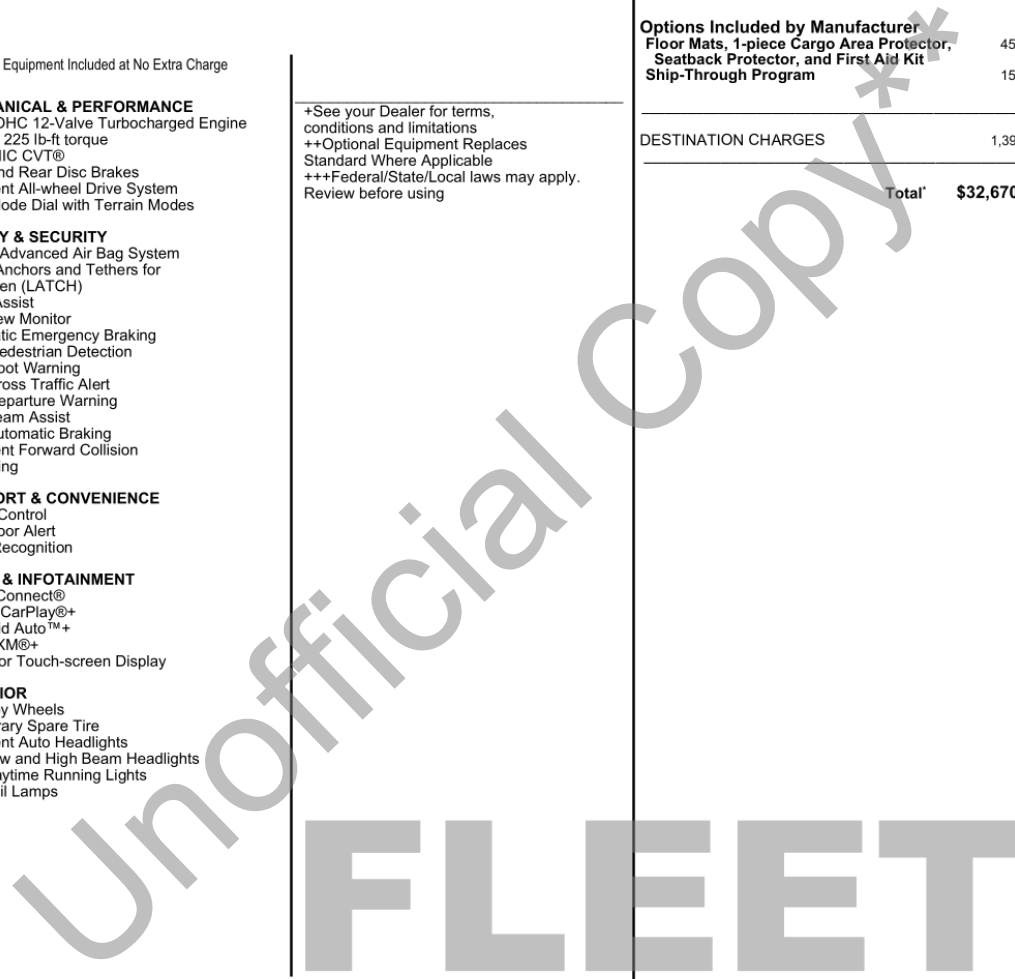 Equipment Included at No Extra Charge
ANICAL & PERFORMANCE
OHC 12-Valve Turbocharged Engine
225 lb-ft torque
IC CVT®
nd Rear Disc Brakes
nt All-wheel Drive System
ode Dial with Terrain Modes
Y & SECURITY
Advanced Air Bag System
Anchors and Tethers for
en (LATCH)
Assist
ew Monitor
tic Emergency Braking
edestrian Detection
pot Warning
ross Traffic Alert
eparture Warning
eam Assist
utomatic Braking
nt Forward Collision
ing
ORT & CONVENIENCE
Control
oor Alert
ecognition
& INFOTAINMENT
Connect®
CarPlay®+
id Auto™+
XM®+
or Touch-screen Display
IOR
y Wheels
rary Spare Tire
nt Auto Headlights
w and High Beam Headlights
aytime Running Lights
il Lamps
+See your Dealer for terms,
conditions and limitations
++Optional Equipment Replaces
Standard Where Applicable
+++Federal/State/Local laws may apply.
Review before using
Options Included by Manufacturer
Floor Mats, 1-piece Cargo Area Protector, 45
Seatback Protector, and First Aid Kit
Ship-Through Program 15
DESTINATION CHARGES 1,39
Total* $32,670
Unofficial Copy**
FLEET